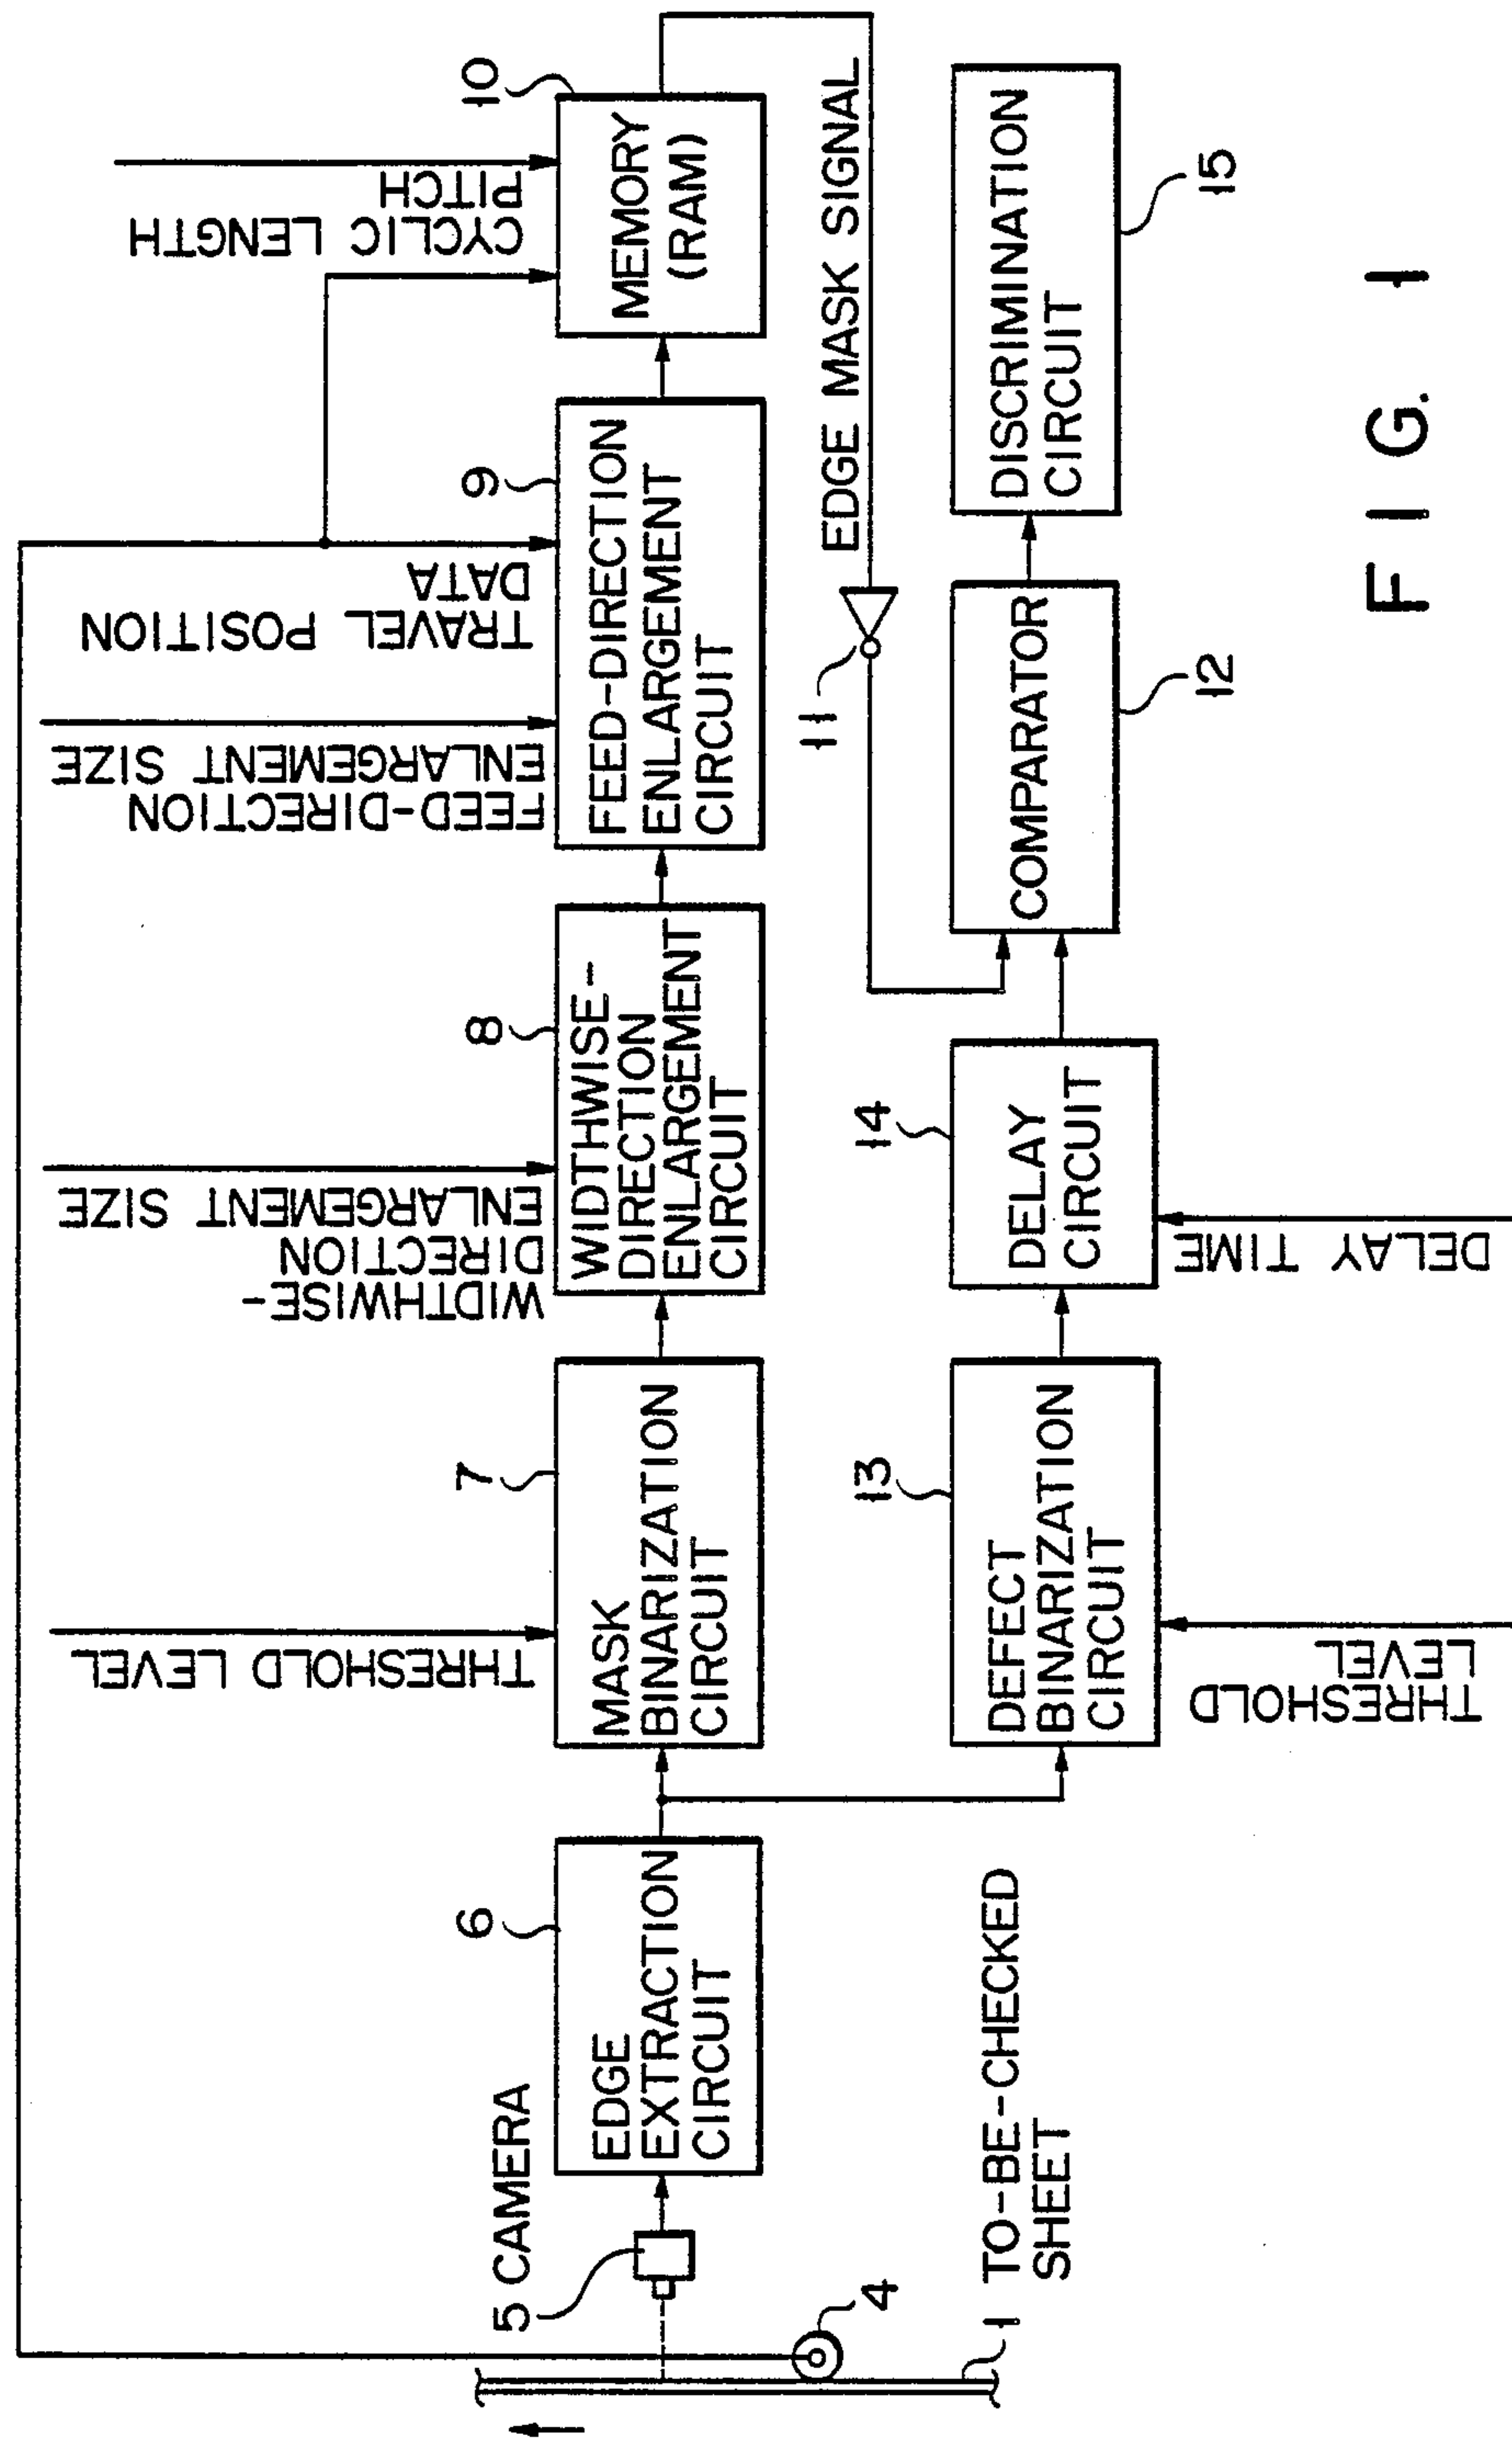 THRESHOLD LEVEL
WIDTHWISE-
DIRECTION
ENLARGEMENT SIZE
FEED-DIRECTION
ENLARGEMENT SIZE
TRAVEL POSITION
DATA
CYCLIC LENGTH
PITCH
5 CAMERA
6
EDGE
EXTRACTION
CIRCUIT
7
MASK
BINARIZATION
CIRCUIT
8
WIDTHWISE-
DIRECTION
ENLARGEMENT
CIRCUIT
9
FEED-DIRECTION
ENLARGEMENT
CIRCUIT
10
MEMORY
(RAM)
EDGE MASK SIGNAL
11
4
1 TO-BE-CHECKED
SHEET
13
DEFECT
BINARIZATION
CIRCUIT
14
DELAY
CIRCUIT
COMPARATOR
12
DISCRIMINATION
CIRCUIT
15
THRESHOLD
LEVEL
DELAY TIME
FIG. 1